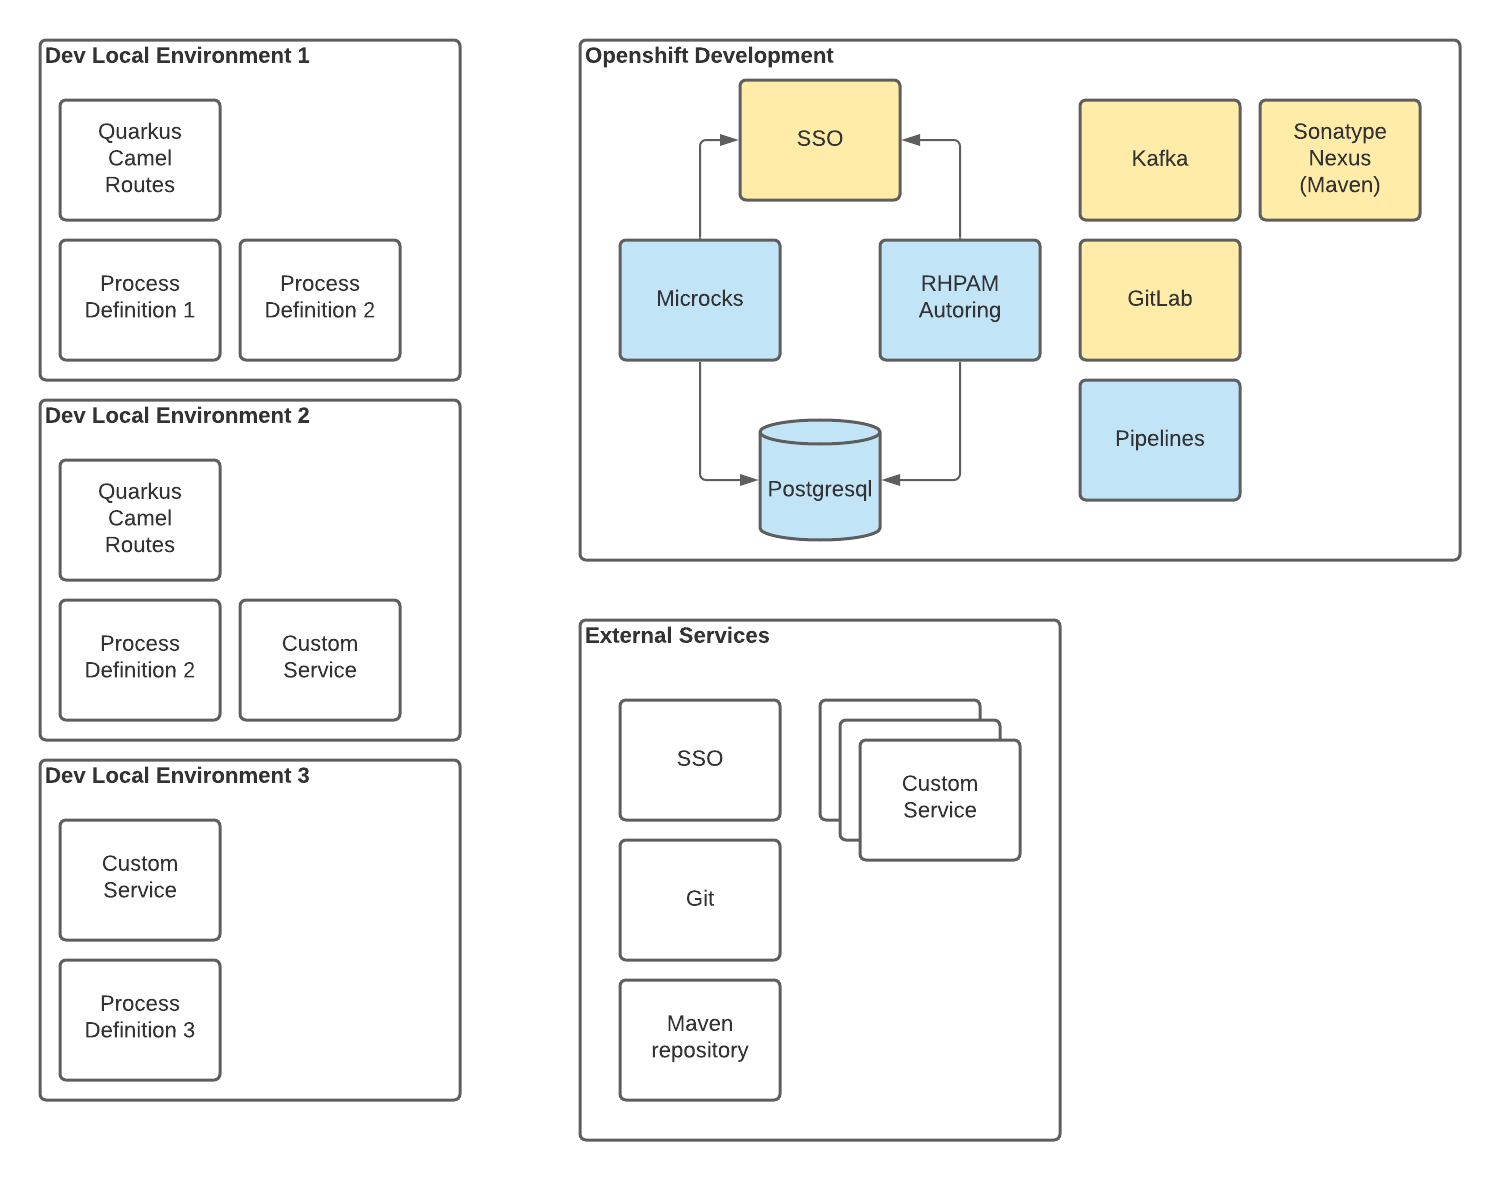 Dev Local Environment 1
Quarkus
Camel
Routes
Process
Definition 1
Process
Definition 2
Dev Local Environment 2
Quarkus
Camel
Routes
Process
Definition 2
Custom
Service
Dev Local Environment 3
Custom
Service
Process
Definition 3
Openshift Development
SSO
Kafka
Sonatype
Nexus
(Maven)
Microcks
RHPAM
Autoring
GitLab
Pipelines
Postgresql
External Services
SSO
Custom
Service
Git
Maven
repository